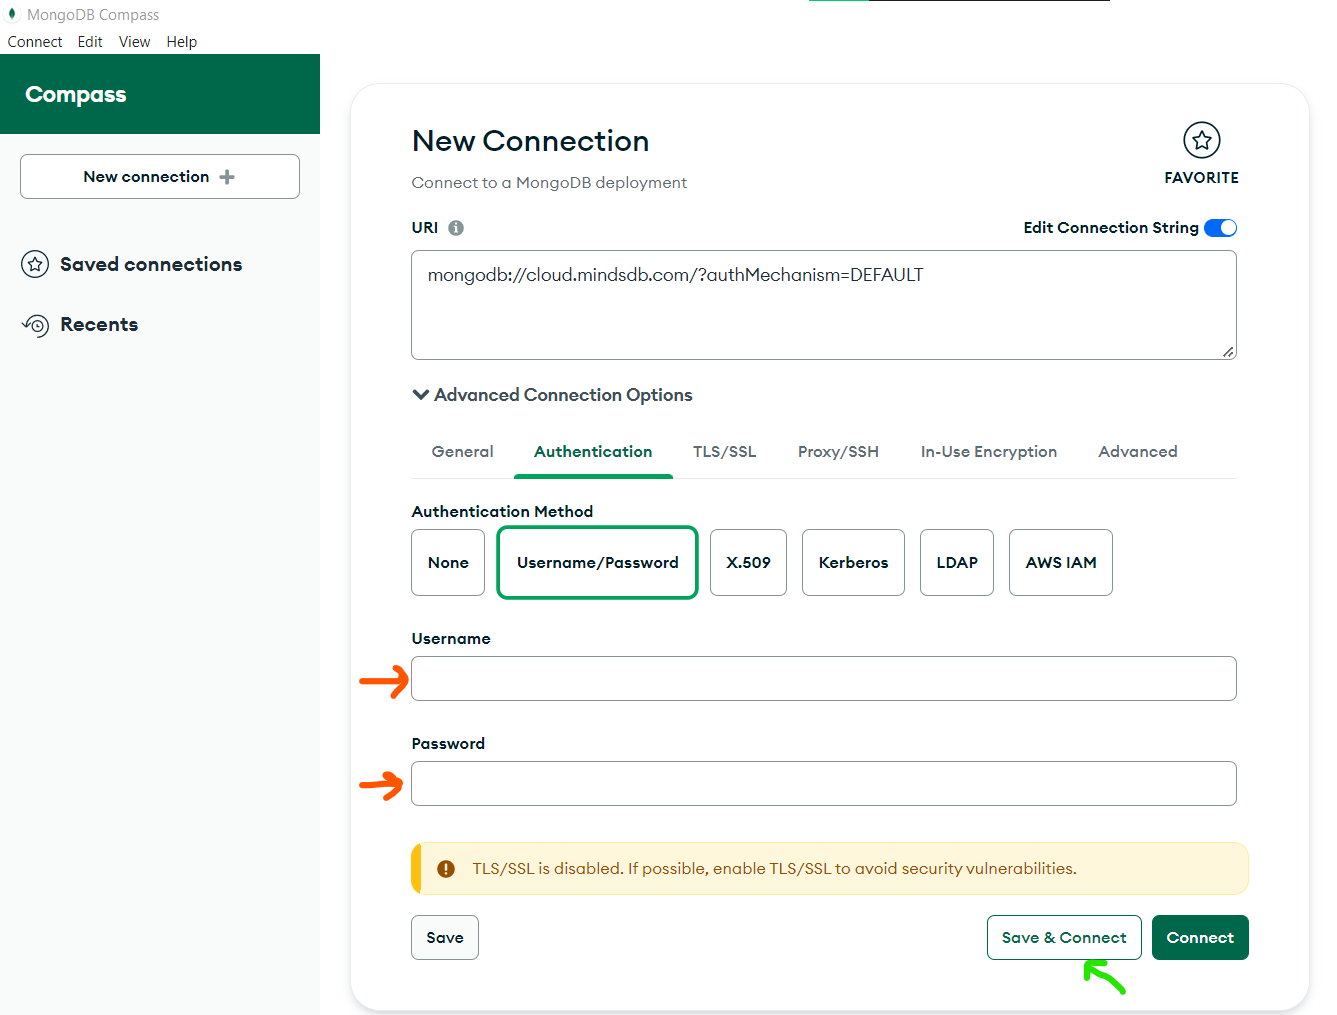 MongoDB Compass
Connect Edit View Help
Compass
New connection
Saved connections
Recents
New Connection
Connect to a MongoDB deployment
FAVORITE
URI
Edit Connection String
mongodb://cloud.mindsdb.com/?authMechanism=DEFAULT
Advanced Connection Options
General Authentication TLS/SSL Proxy/SSH In-Use Encryption Advanced
Authentication Method
None Username/Password X.509 Kerberos LDAP AWS IAM
Username
Password
TLS/SSL is disabled. If possible, enable TLS/SSL to avoid security vulnerabilities.
Save Save & Connect Connect